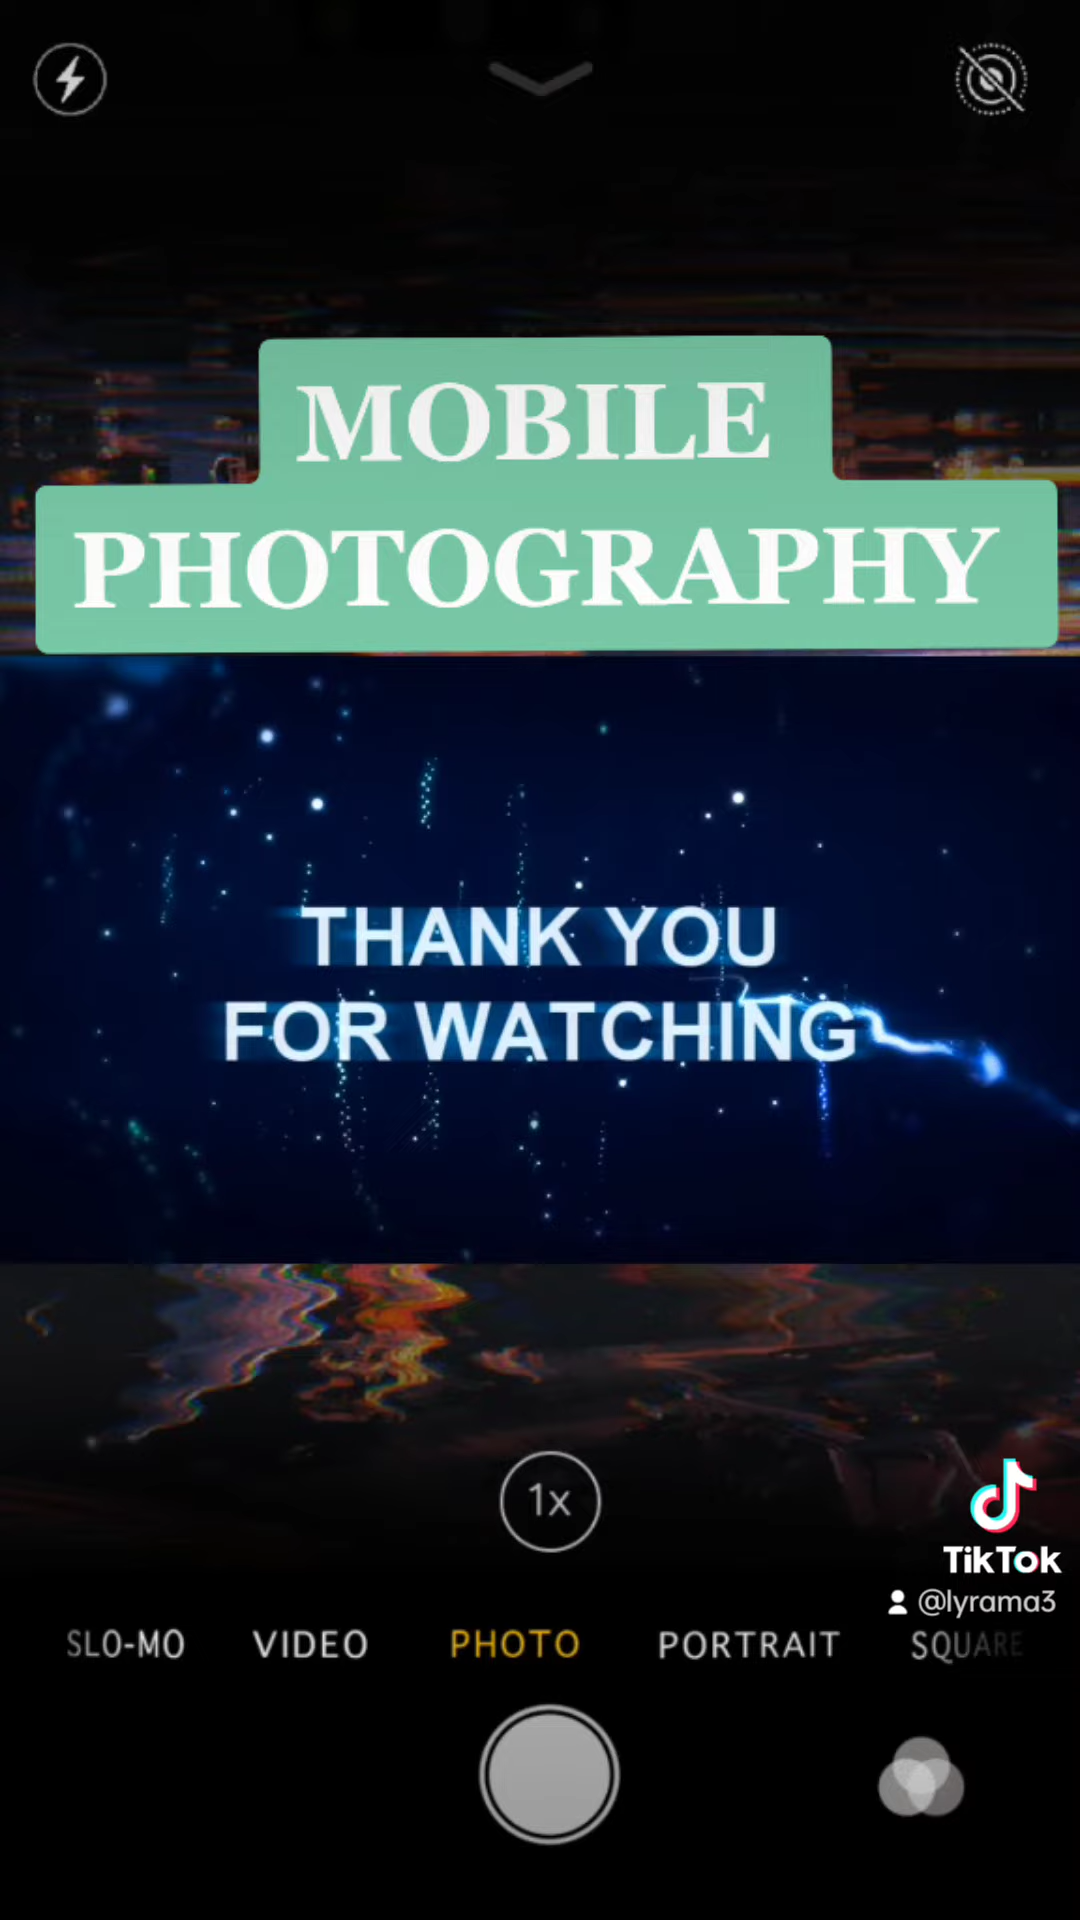 MOBILE
PHOTOGRAPHY
THANK YOU
FOR WATCHING
1x
TikTok
@lyrama3
SLO-MO VIDEO PHOTO PORTRAIT SQUARE